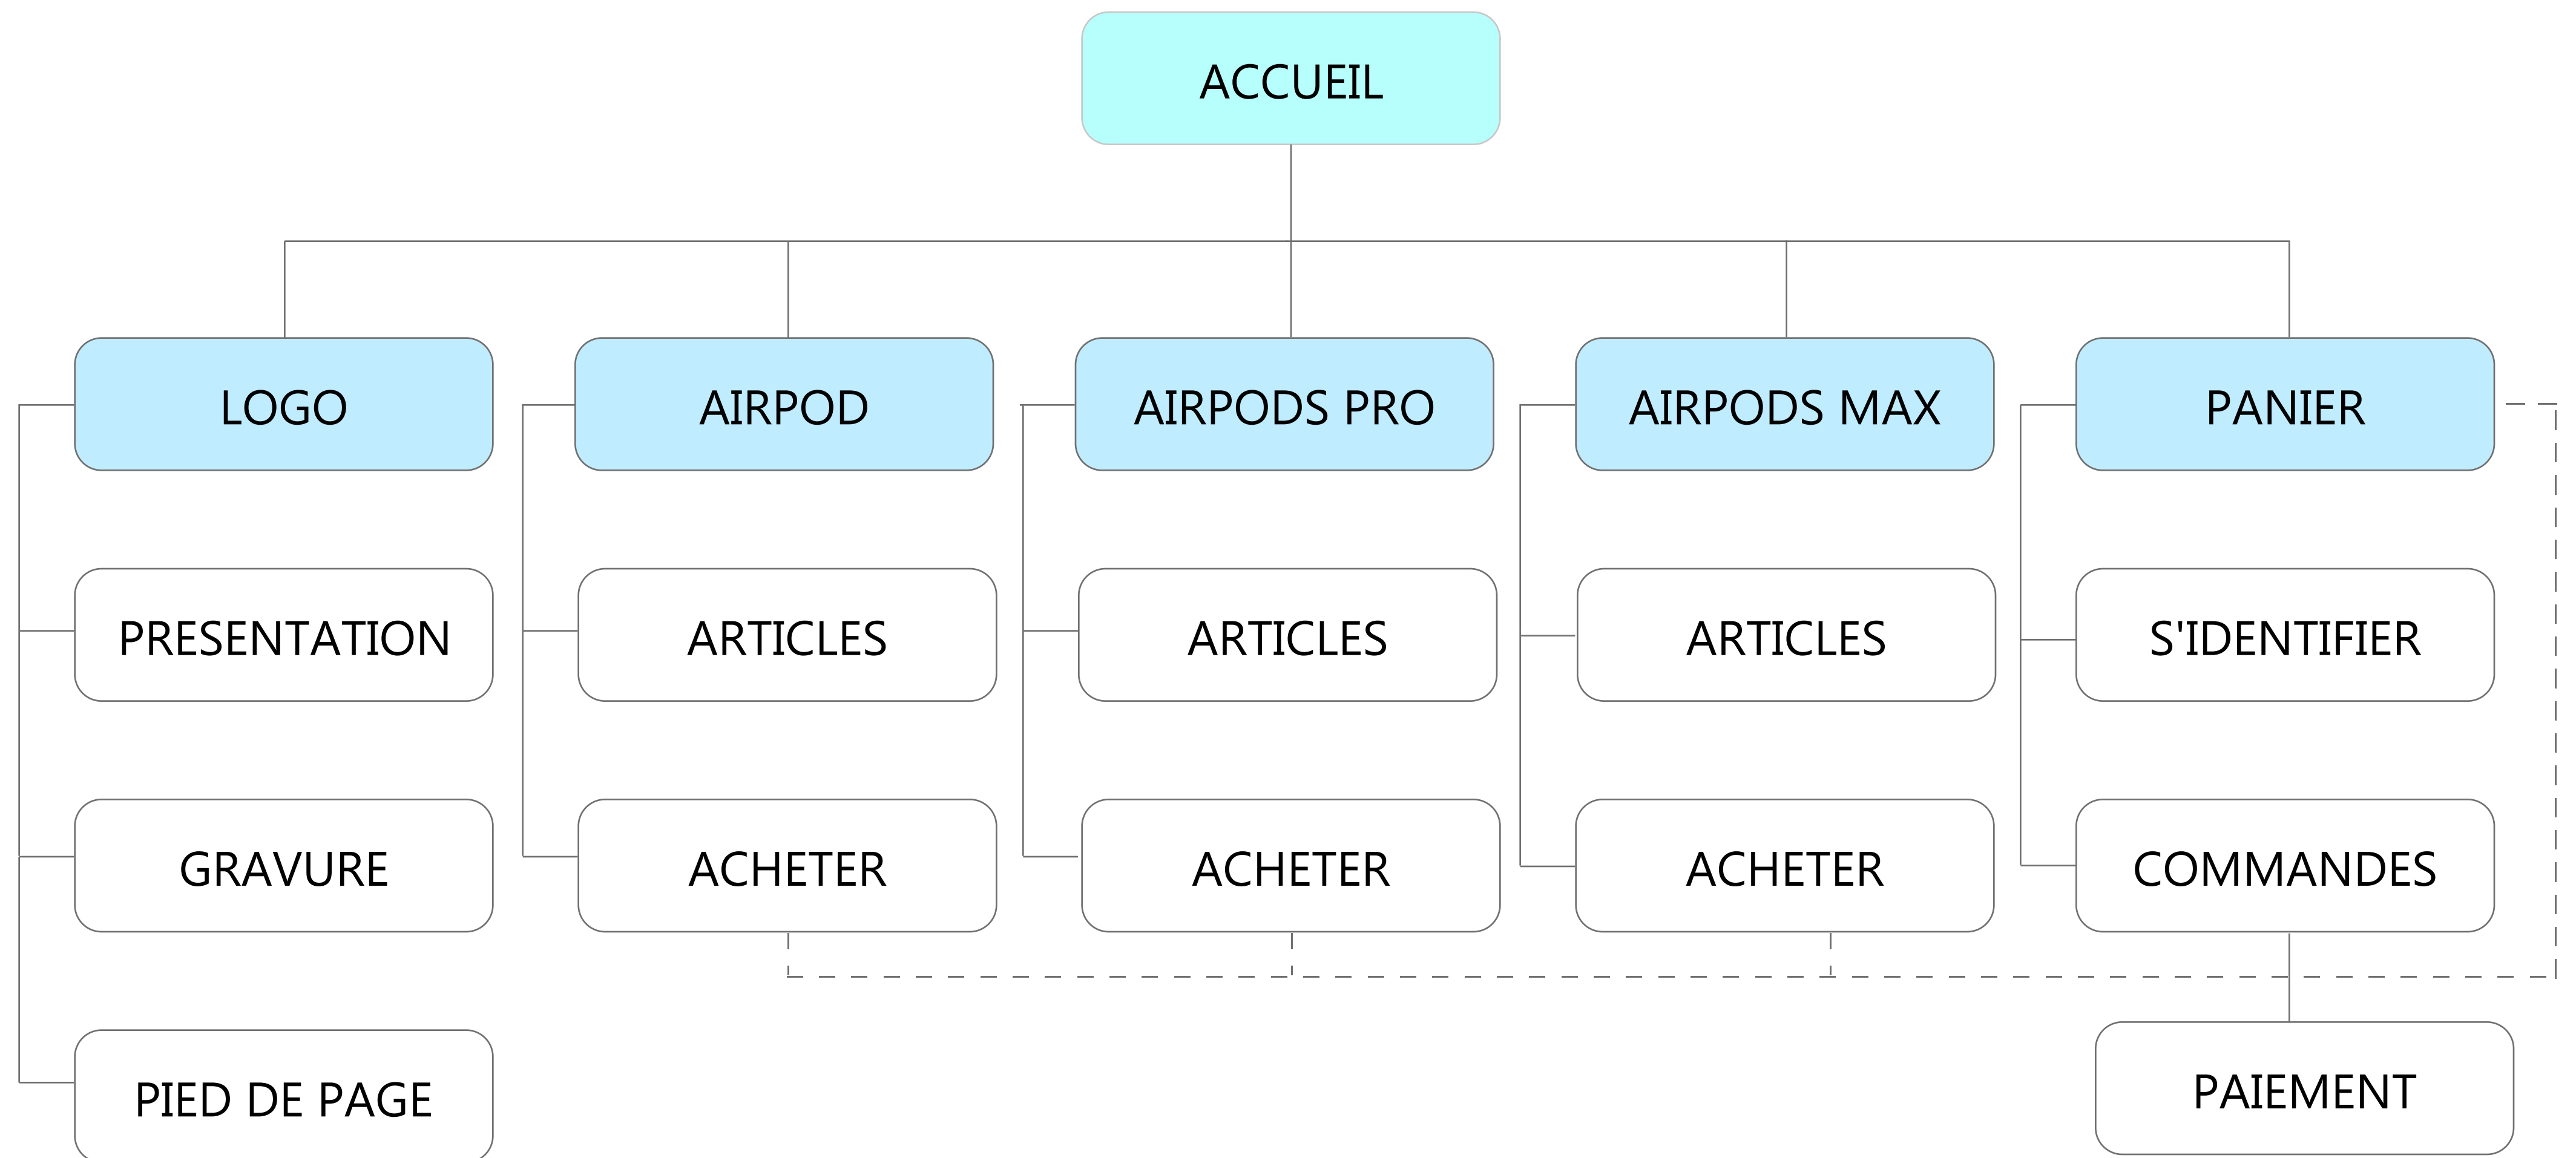 ACCUEIL
LOGO
AIRPOD
AIRPODS PRO
AIRPODS MAX
PANIER
PRESENTATION
ARTICLES
ARTICLES
ARTICLES
S'IDENTIFIER
GRAVURE
ACHETER
ACHETER
ACHETER
COMMANDES
PIED DE PAGE
PAIEMENT